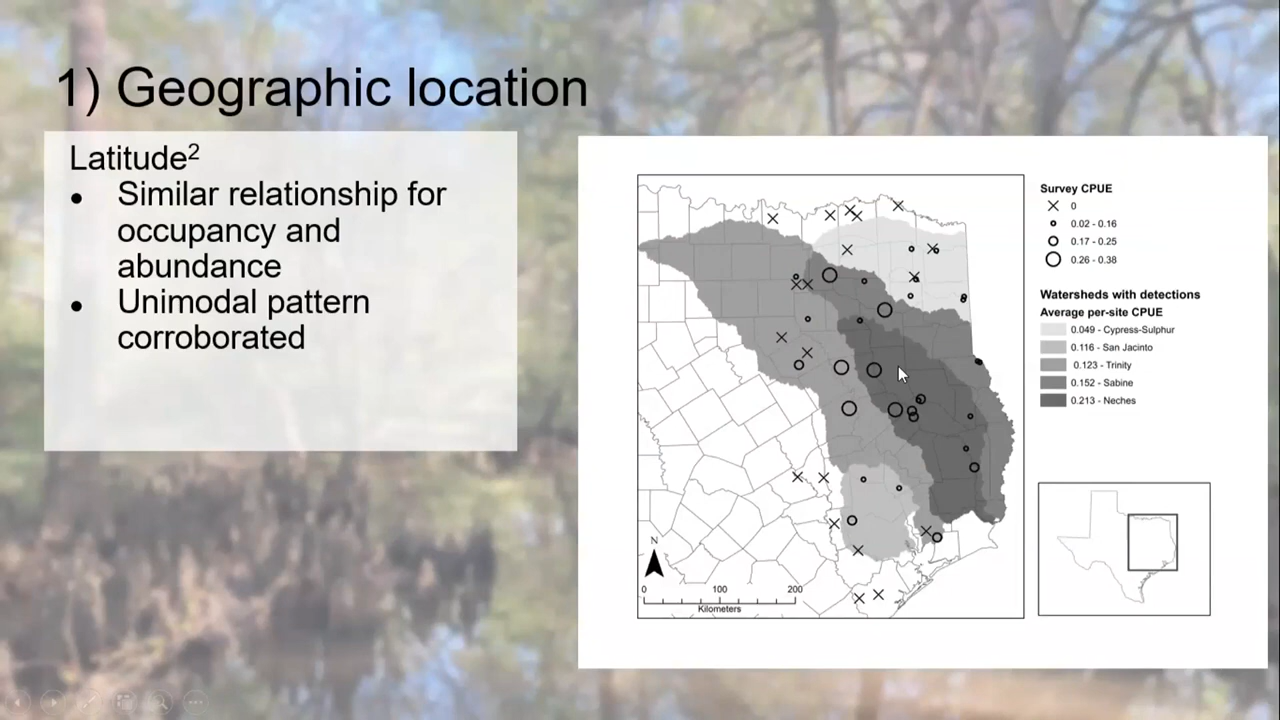 1) Geographic location
Latitude²
• Similar relationship for
occupancy and
abundance
• Unimodal pattern
corroborated
Survey CPUE
0
0.02 - 0.16
0.17 - 0.25
0.26 - 0.38
Watersheds with detections
Average per-site CPUE
0.049 - Cypress-Sulphur
0.116 - San Jacinto
0.123 - Trinity
0.152 - Sabine
0.213 - Neches
N
0 100 200
Kilometers